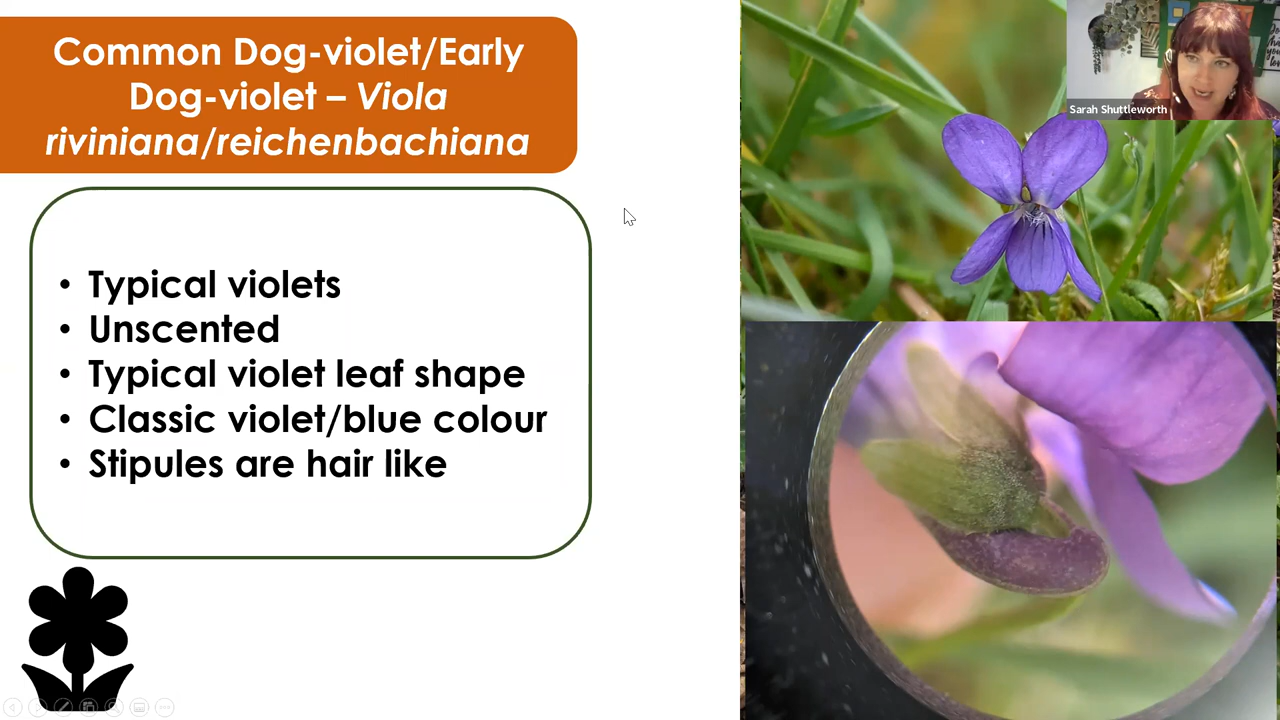 Common Dog-violet/Early
Dog-violet – Viola
riviniana/reichenbachiana
Sarah Shuttleworth
• Typical violets
• Unscented
• Typical violet leaf shape
• Classic violet/blue colour
• Stipules are hair like